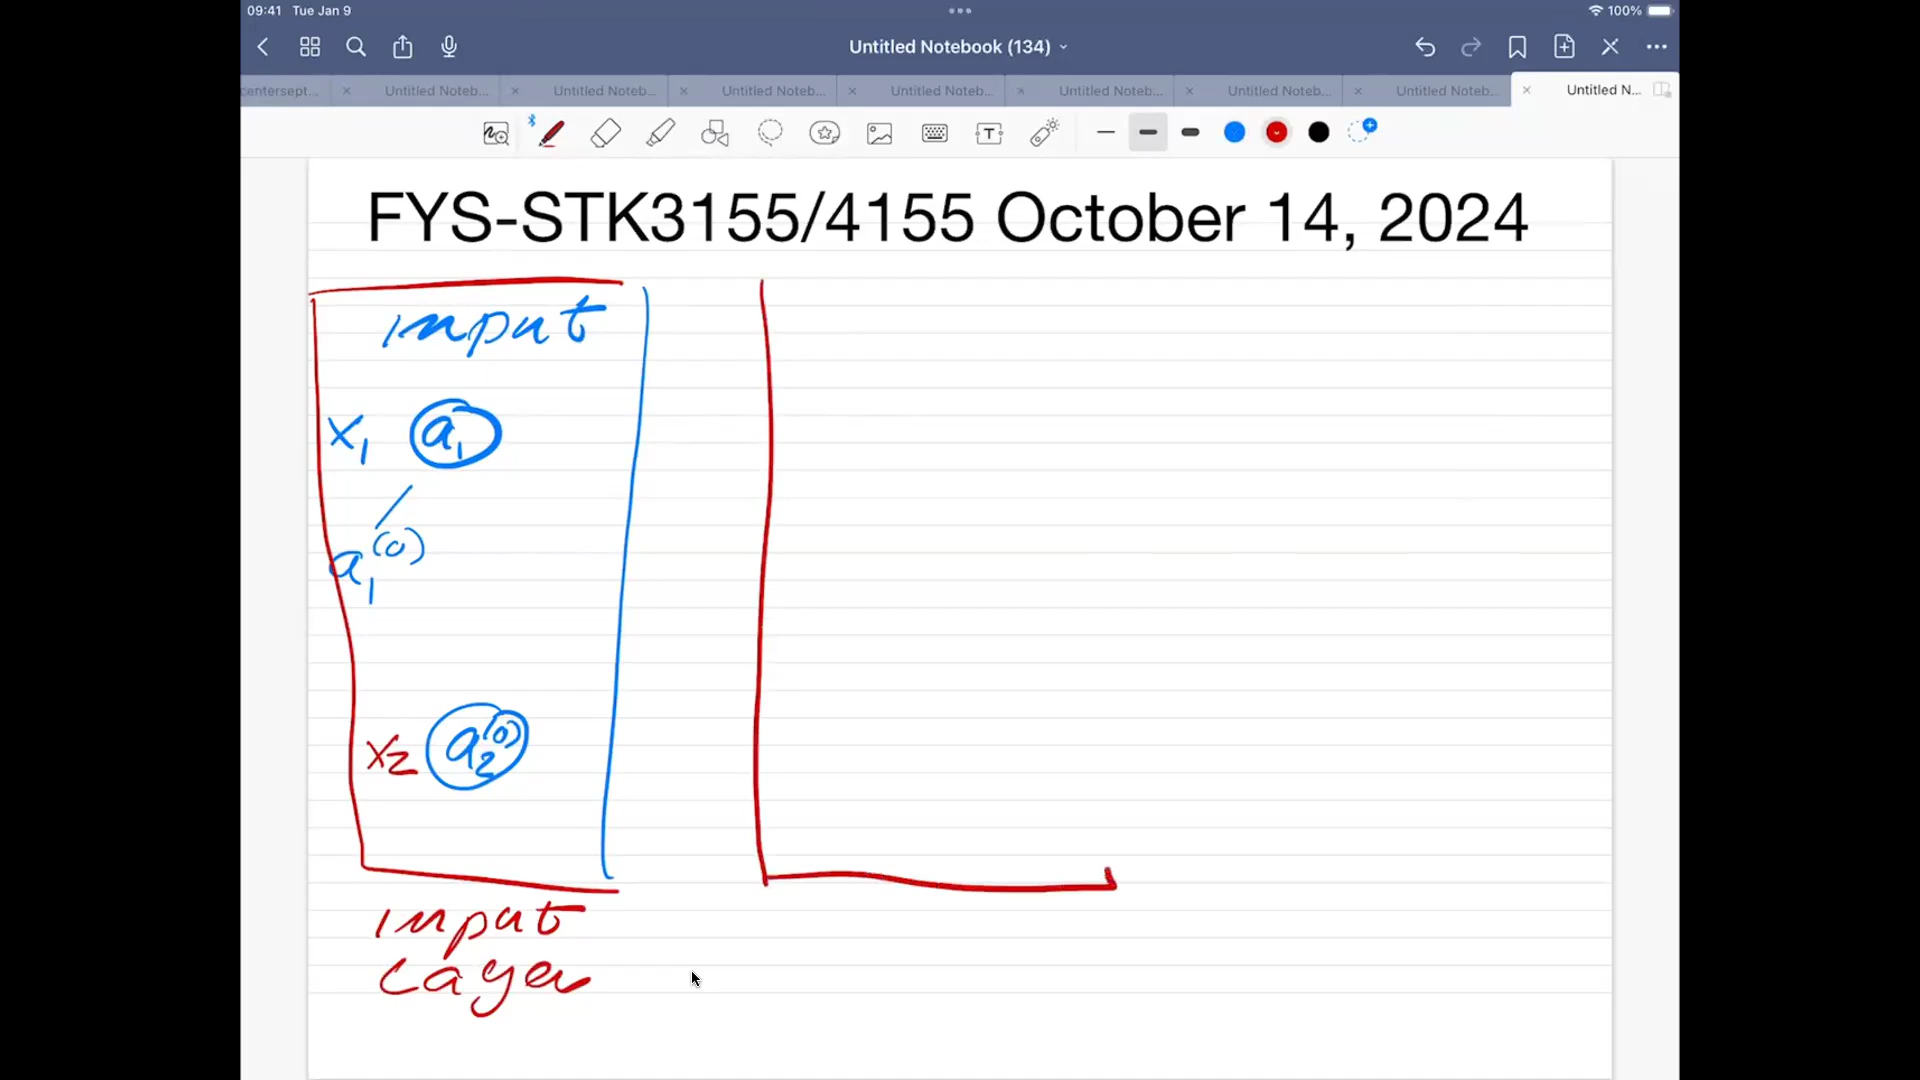 09:41 Tue Jan 9
100%
Untitled Notebook (134)
centersept...
Untitled Noteb...
Untitled Noteb...
Untitled Noteb...
Untitled Noteb...
Untitled Noteb...
Untitled Noteb...
Untitled Noteb...
Untitled N...
FYS-STK3155/4155 October 14, 2024
input
x₁ a₁
a₁⁽⁰⁾
x₂ a₂⁽⁰⁾
input
Layer